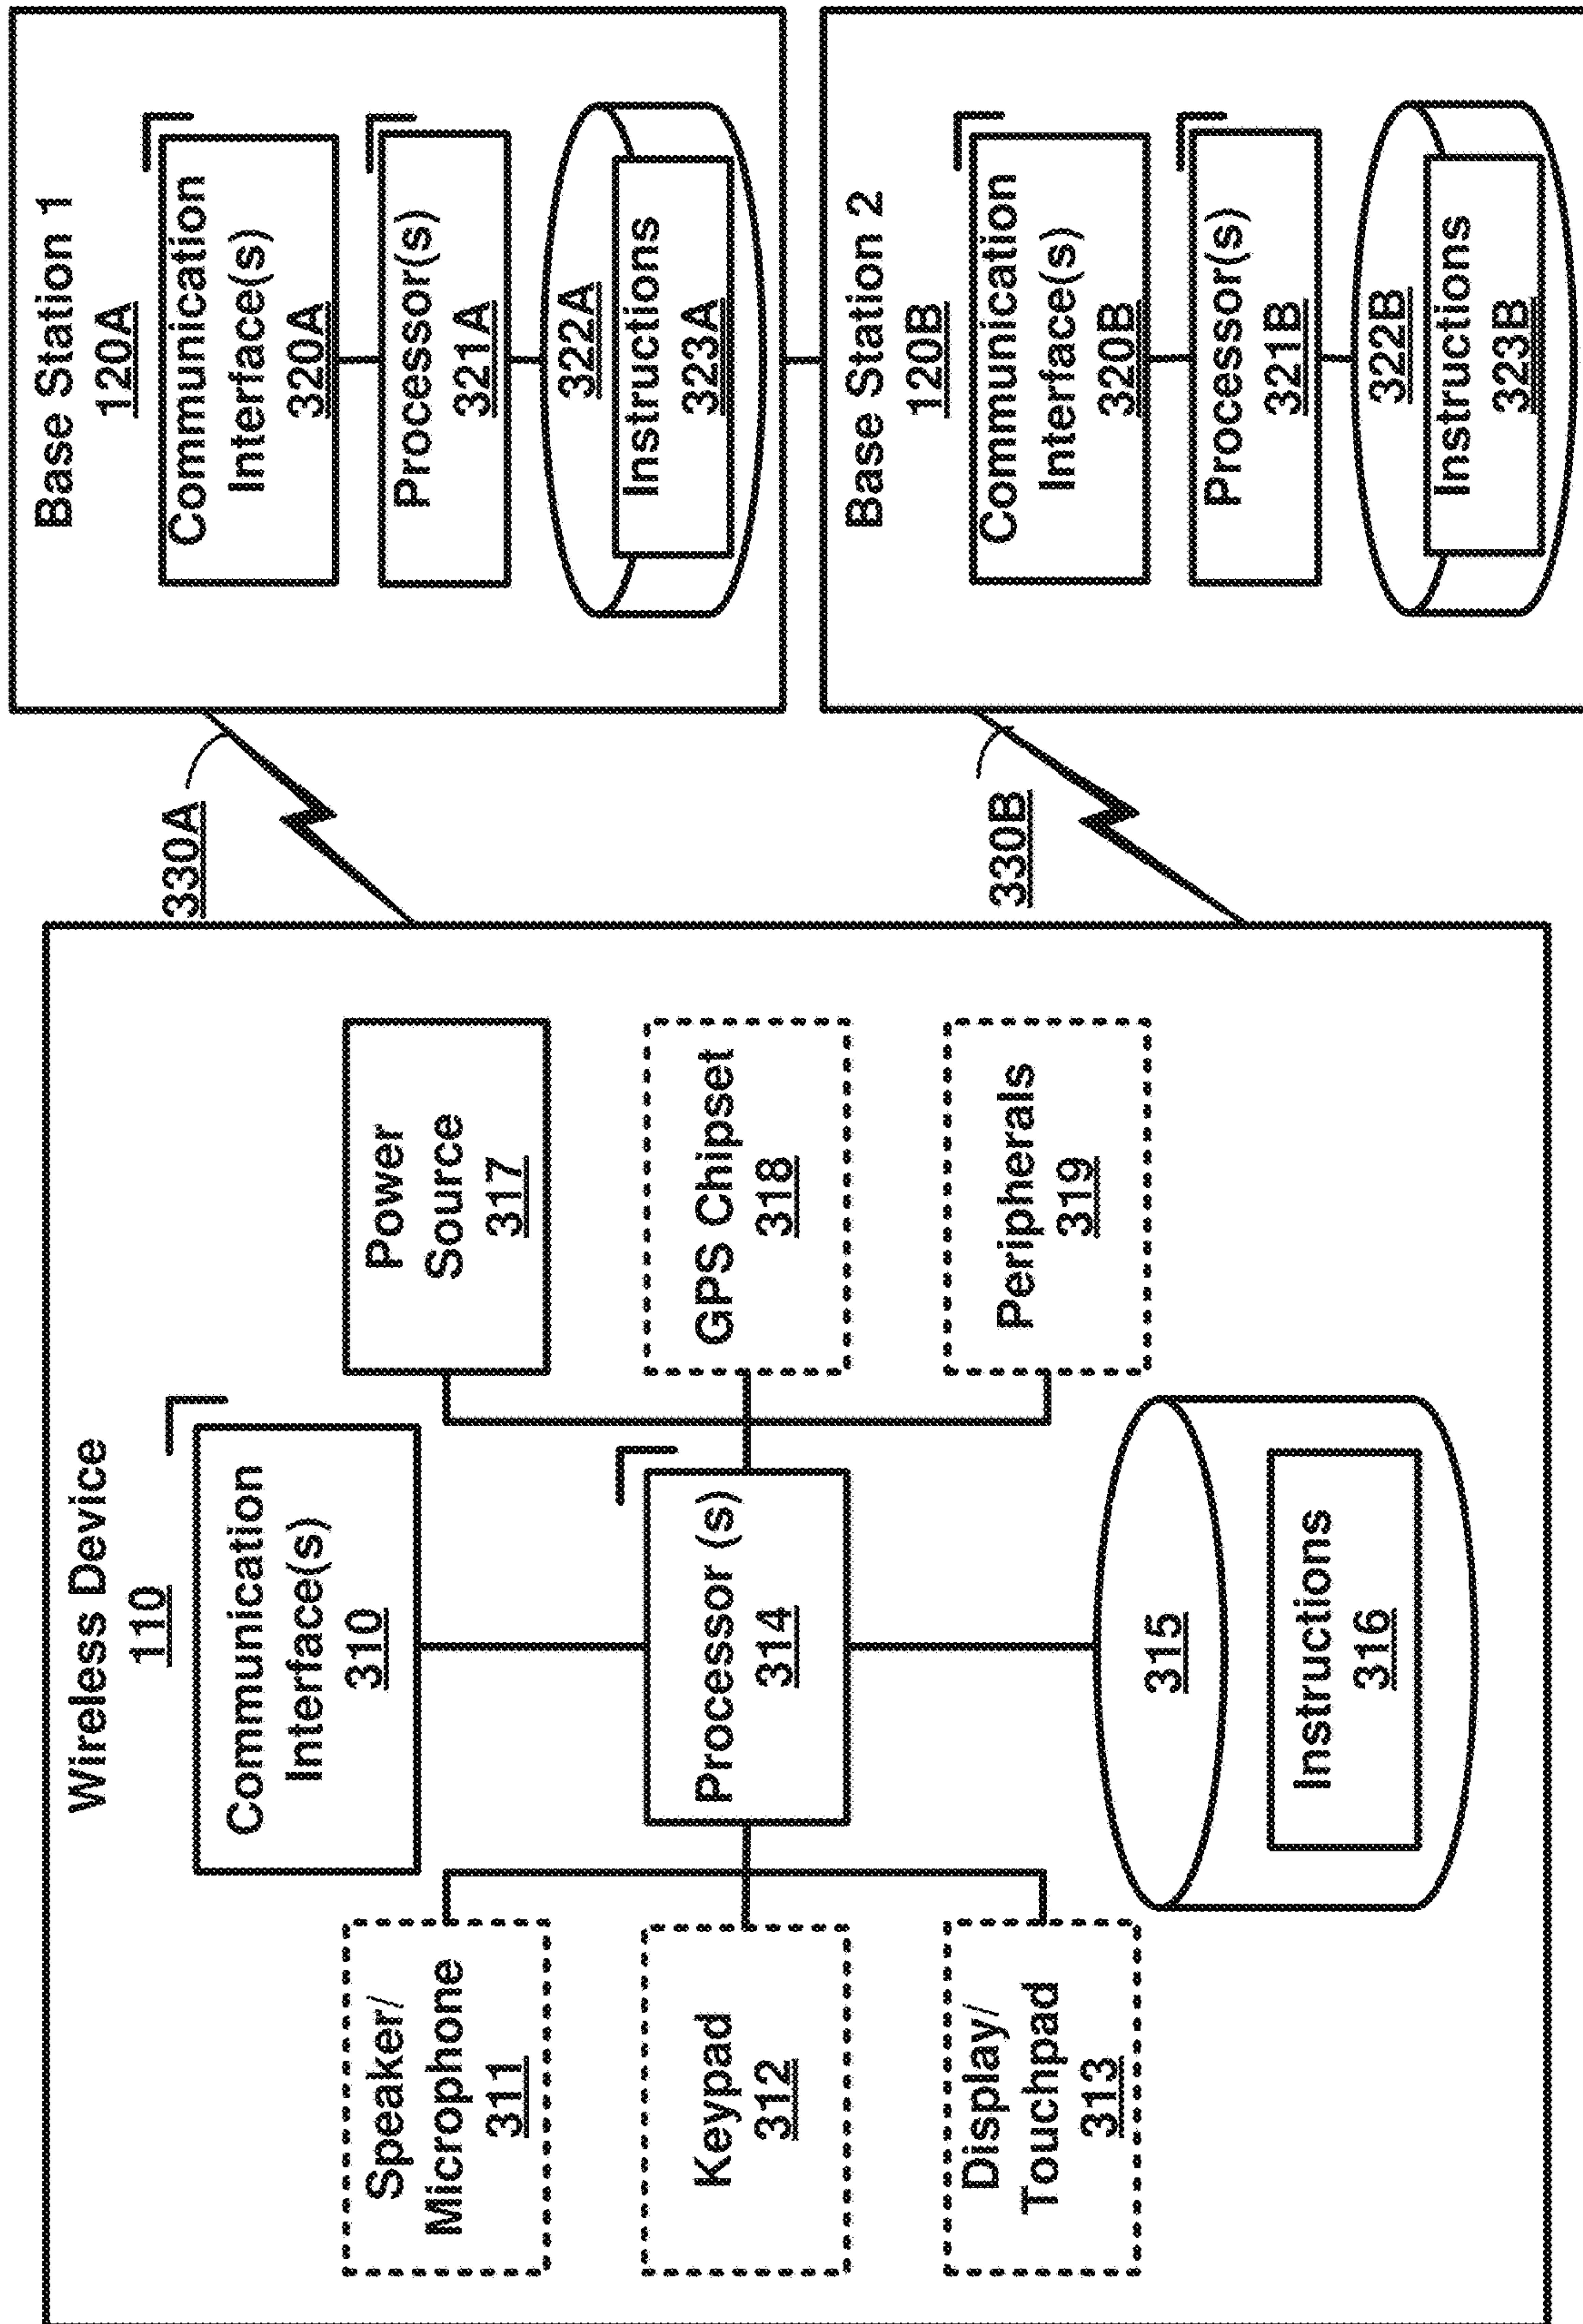 Wireless Device
110
Communication
Interface(s)
310
Speaker/
Microphone
311
Keypad
312
Display/
Touchpad
313
Processor (s)
314
315
Instructions
316
Power
Source
317
GPS Chipset
318
Peripherals
319
330A
330B
Base Station 1
120A
Communication
Interface(s)
320A
Processor(s)
321A
322A
Instructions
323A
Base Station 2
120B
Communication
Interface(s)
320B
Processor(s)
321B
322B
Instructions
323B